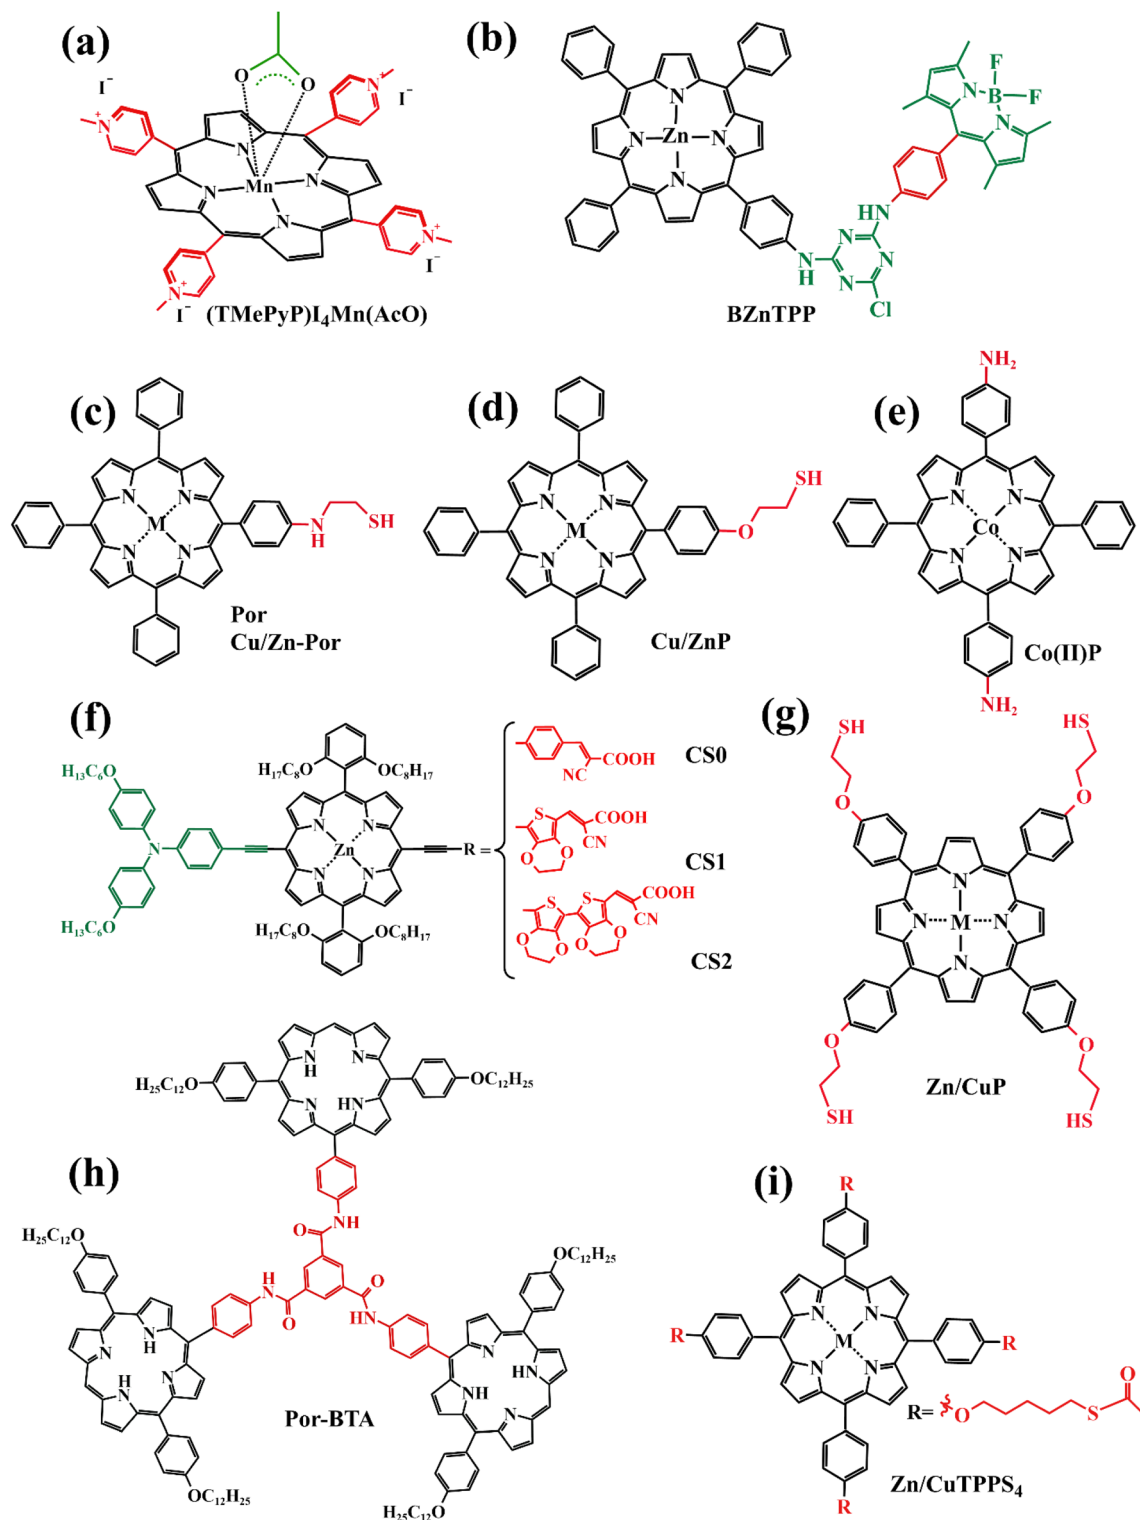 (a)
O
O
I⁻
I⁻
N⁺
N⁺
N
N
Mn
N
N
N⁺
N⁺
I⁻
I⁻
(TMePyP)I₄Mn(AcO)
(b)
F
N
B
F
N
N
N
Zn
N
N
HN
N
N
N
NH
Cl
BZnTPP
(c)
N
N
M
N
N
N
H
SH
Por
Cu/Zn-Por
(d)
N
N
M
N
N
O
SH
Cu/ZnP
(e)
NH₂
N
N
Co
N
N
NH₂
Co(II)P
(f)
H₁₃C₆O
N
H₁₃C₆O
H₁₇C₈O
OC₈H₁₇
N
N
Zn
N
N
H₁₇C₈O
OC₈H₁₇
R=
COOH
NC
CS0
S
COOH
CN
O
O
CS1
S
S
COOH
CN
O
O
O
O
CS2
(g)
SH
HS
O
O
N
N
M
N
N
O
O
SH
HS
Zn/CuP
(h)
N
H
N
N
HN
H₂₅C₁₂O
OC₁₂H₂₅
O
NH
H
N
O
O
HN
H₂₅C₁₂O
N
N
H
H
N
N
OC₁₂H₂₅
OC₁₂H₂₅
N
HN
NH
N
H₂₅C₁₂O
Por-BTA
(i)
R
R
N
N
M
N
N
R
R
R=
O
S
O
Zn/CuTPPS₄